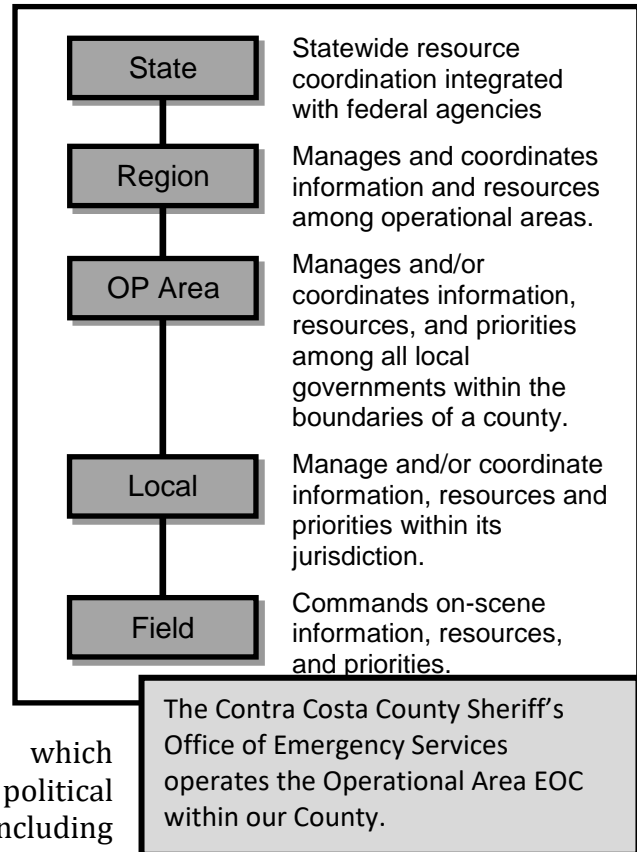 State
Statewide resource
coordination integrated
with federal agencies
Region
Manages and coordinates
information and resources
among operational areas.
OP Area
Manages and/or
coordinates information,
resources, and priorities
among all local
governments within the
boundaries of a county.
Local
Manage and/or coordinate
information, resources and
priorities within its
jurisdiction.
Field
Commands on-scene
information, resources,
and priorities.
The Contra Costa County Sheriff's
Office of Emergency Services
operates the Operational Area EOC
within our County.
which
political
including